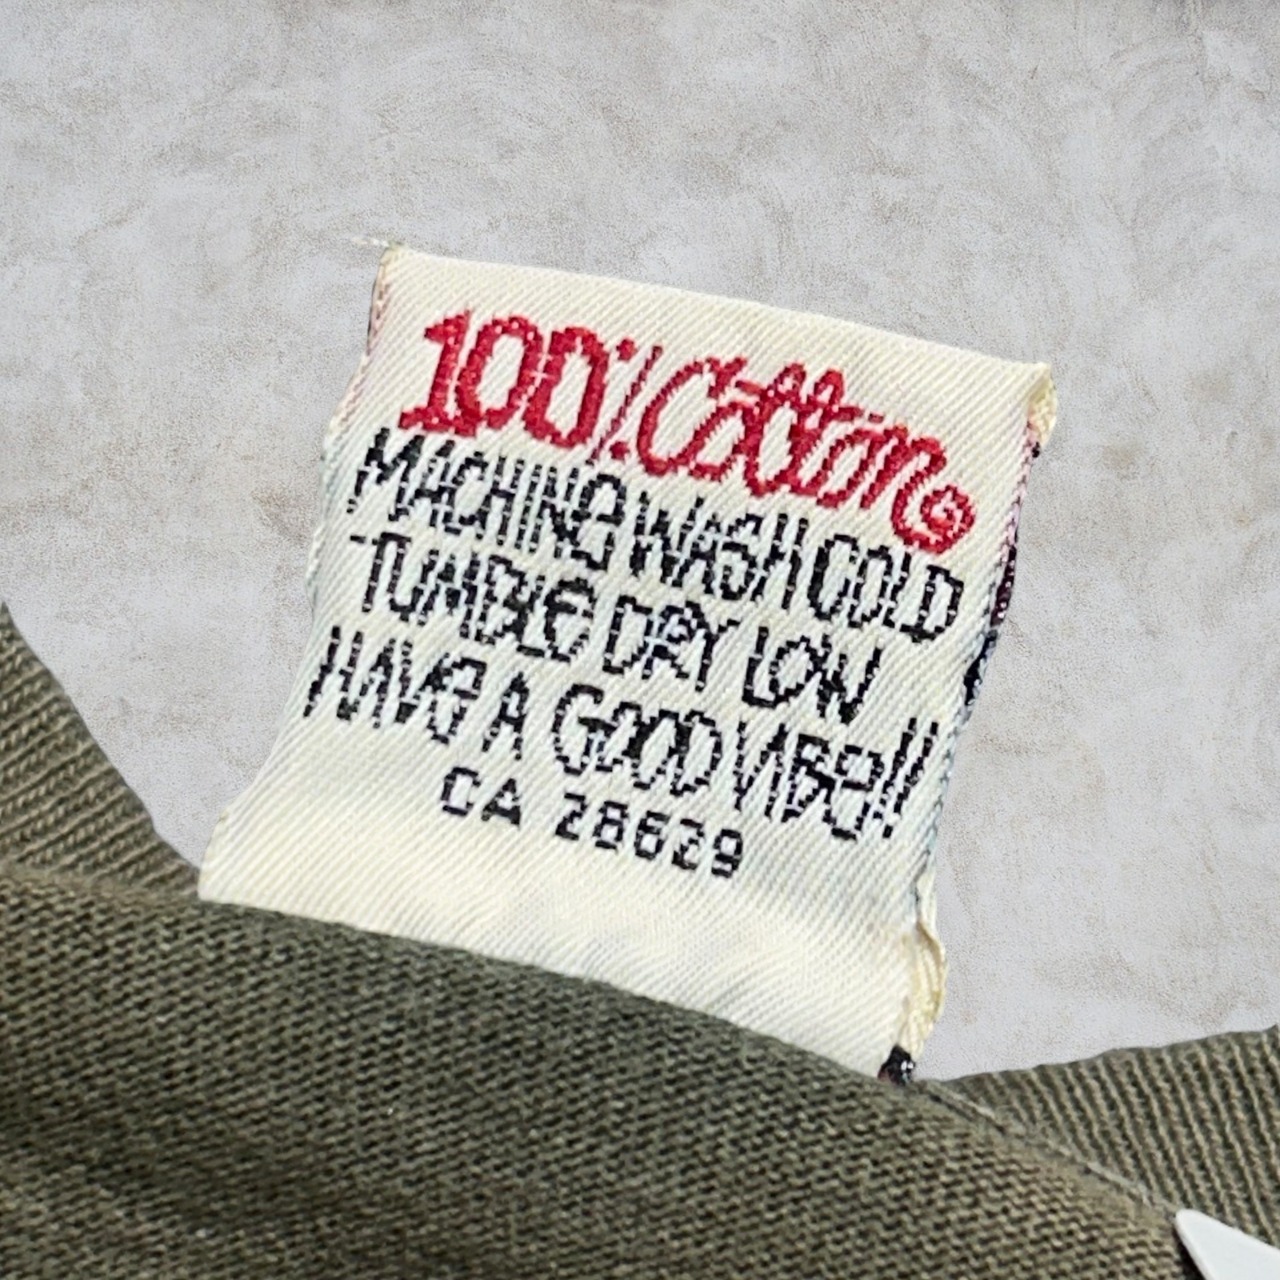 100% Cotton
MACHINE WASH COLD
-TUMBLE DRY LOW
HAVE A GOOD VIBE!!
CA 28629